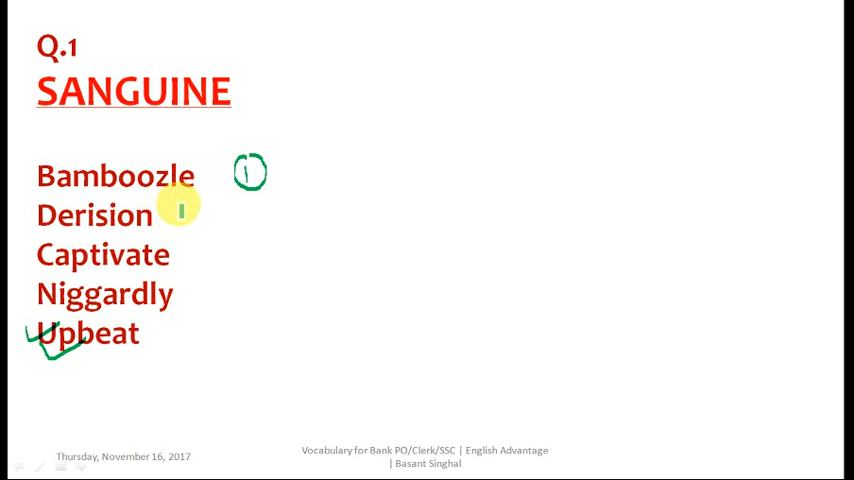 Q.1
SANGUINE
Bamboozle ①
Derision
Captivate
Niggardly
Upbeat
Thursday, November 16, 2017
Vocabulary for Bank PO/Clerk/SSC | English Advantage
| Basant Singhal